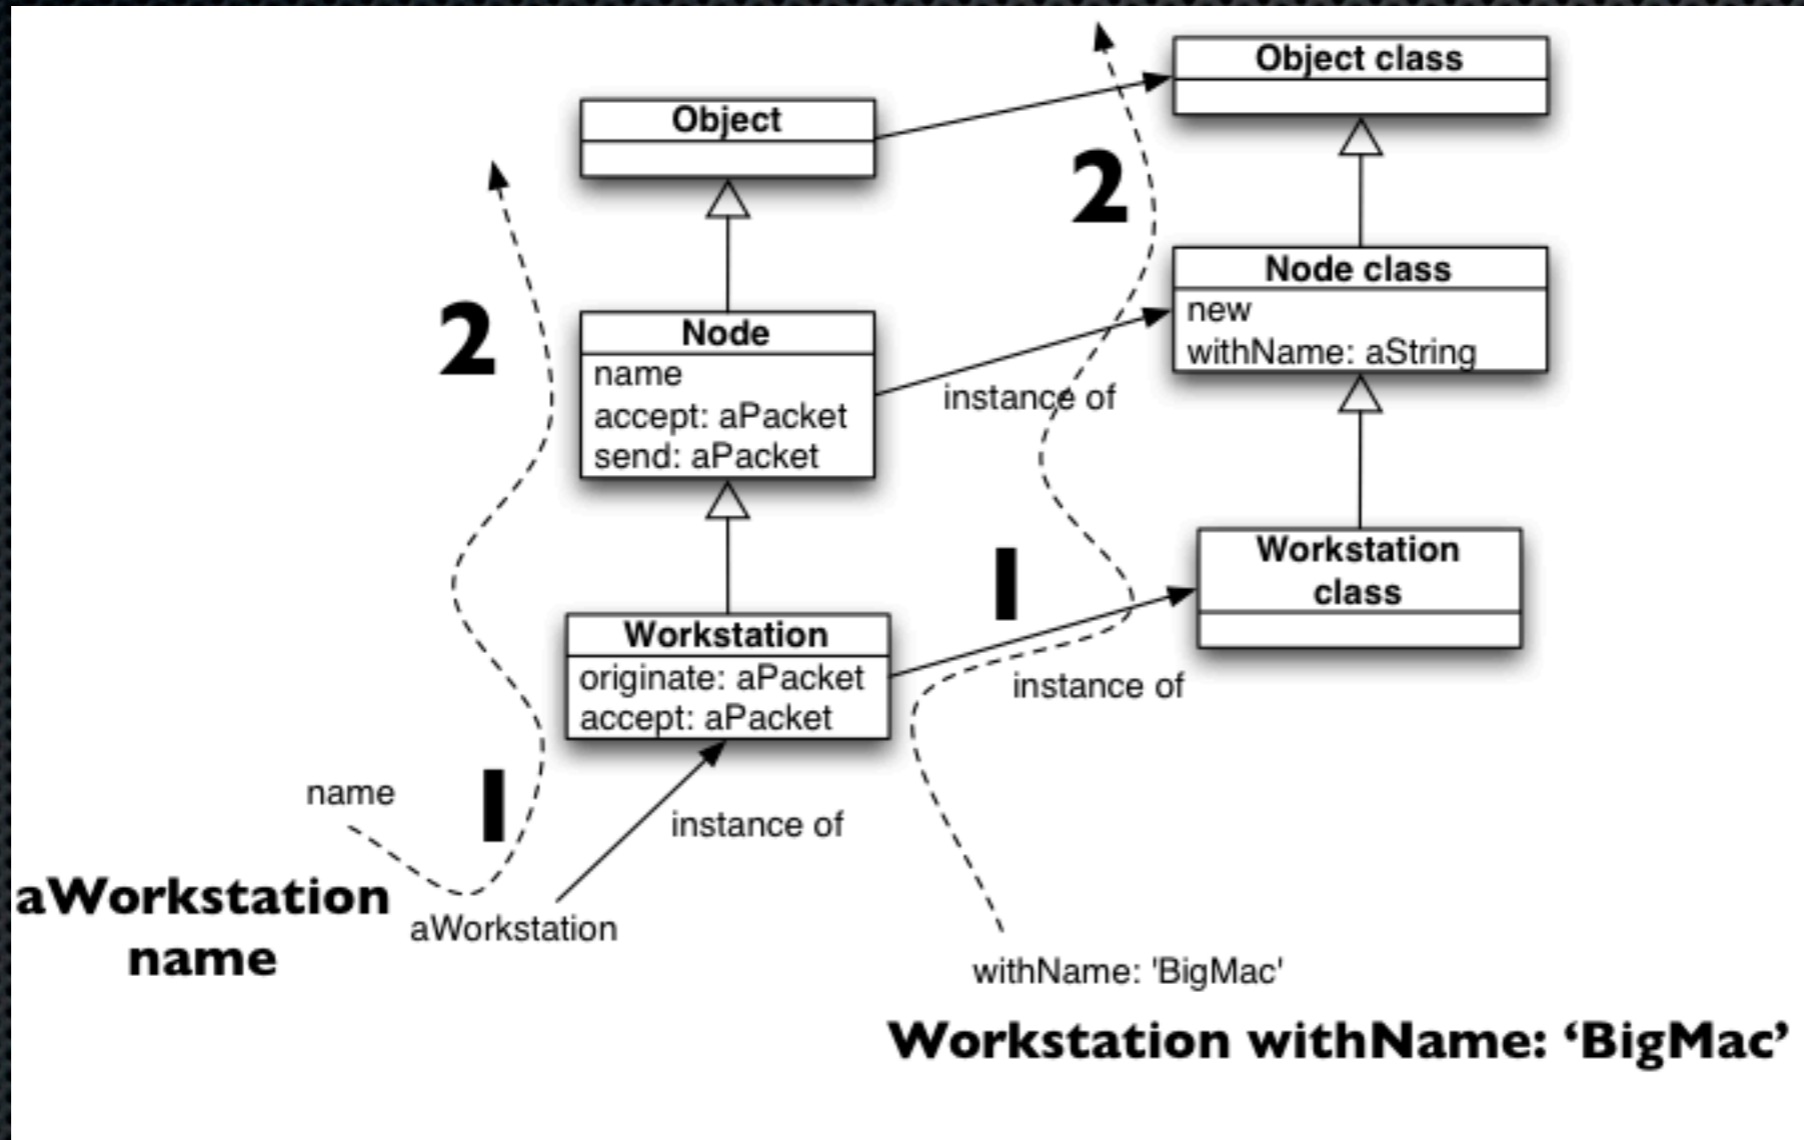 Object class
Object
2
Node class
new
withName: aString
2
Node
name
accept: aPacket
send: aPacket
instance of
1
Workstation
class
Workstation
originate: aPacket
accept: aPacket
instance of
name
1
instance of
aWorkstation
name
aWorkstation
withName: 'BigMac'
Workstation withName: ‘BigMac’